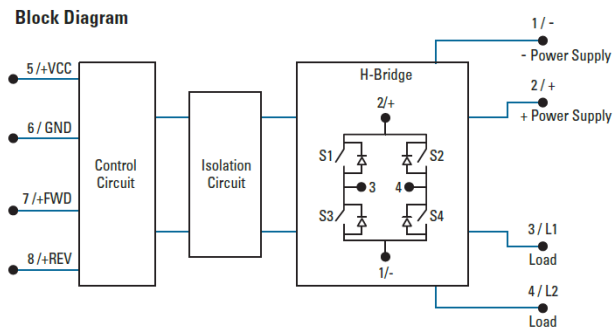 Block Diagram
5 /+VCC
6 / GND
7 /+FWD
8 /+REV
Control
Circuit
Isolation
Circuit
H-Bridge
2/+
S1
S2
3
4
S3
S4
1/-
1 / -
- Power Supply
2 / +
+ Power Supply
3 / L1
Load
4 / L2
Load